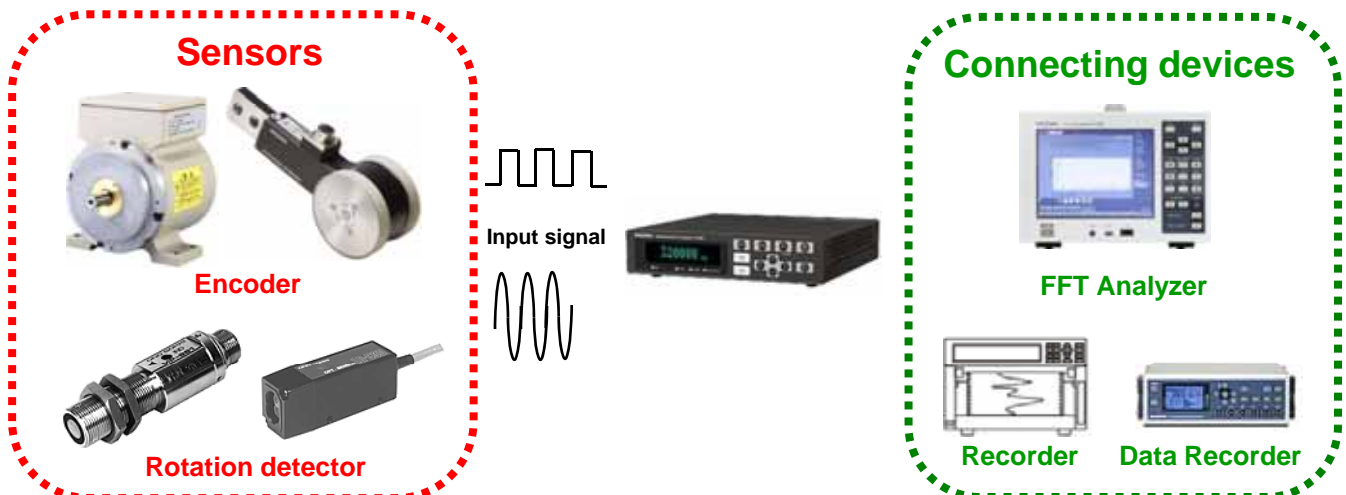 Sensors
Encoder
Rotation detector
Input signal
Connecting devices
FFT Analyzer
Recorder
Data Recorder